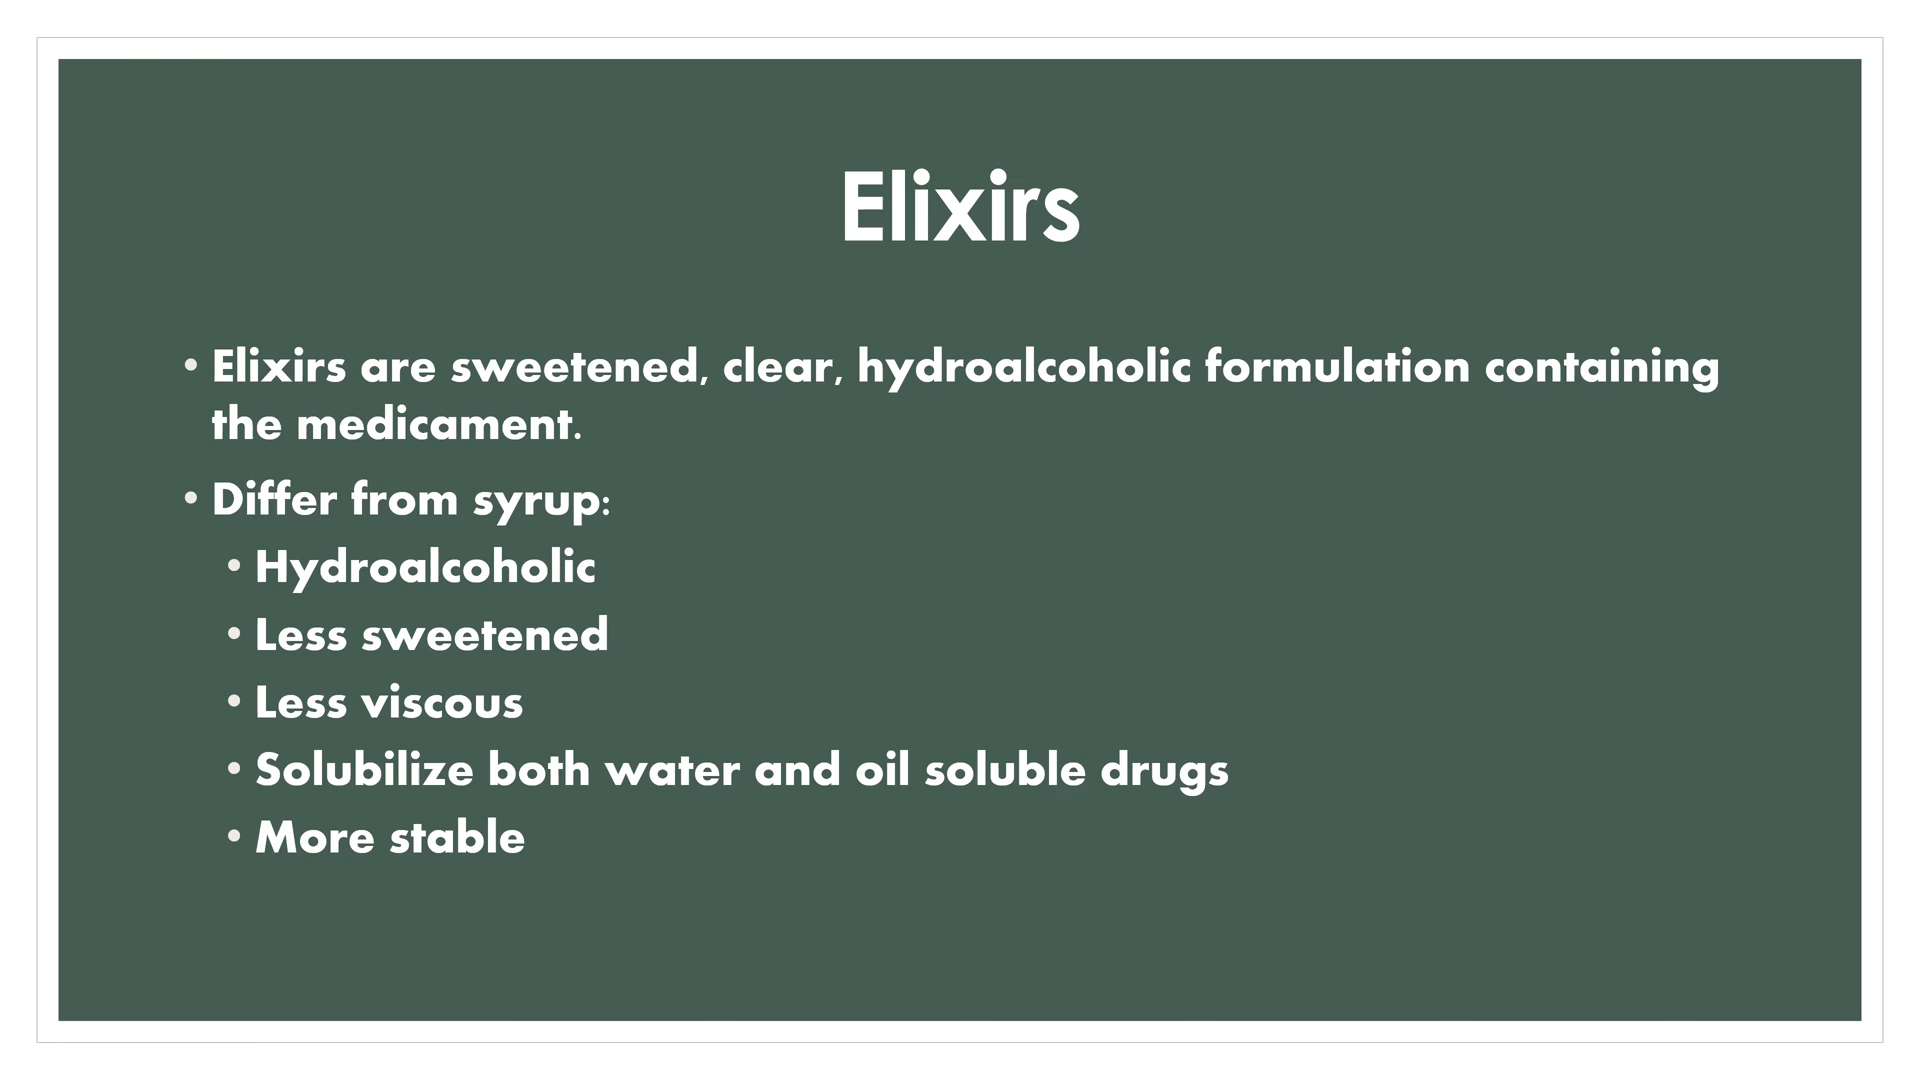 Elixirs
• Elixirs are sweetened, clear, hydroalcoholic formulation containing
the medicament.
• Differ from syrup:
• Hydroalcoholic
• Less sweetened
• Less viscous
• Solubilize both water and oil soluble drugs
• More stable